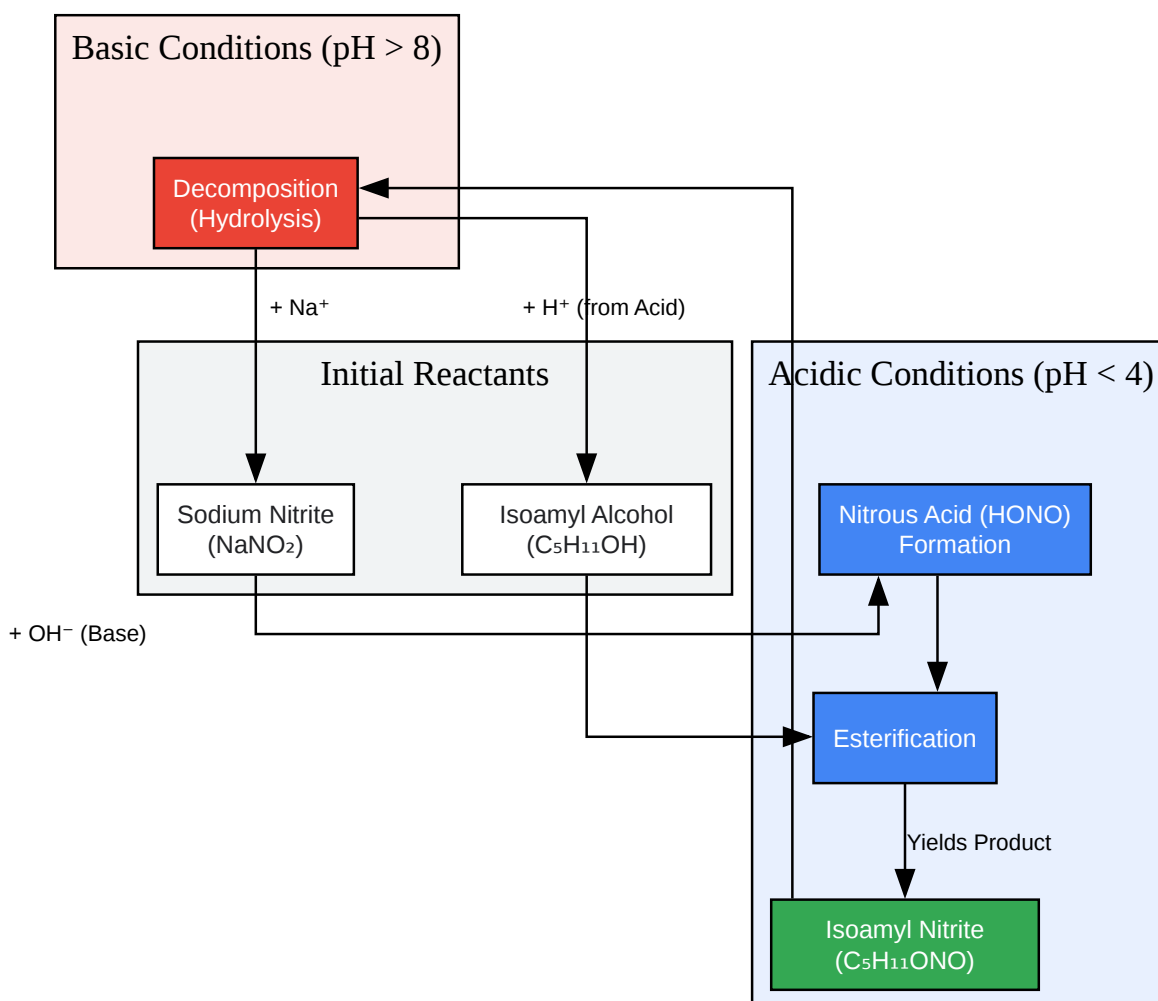 Basic Conditions (pH > 8)
Decomposition
(Hydrolysis)
+ Na⁺
+ H⁺ (from Acid)
Initial Reactants
Acidic Conditions (pH < 4)
Sodium Nitrite
(NaNO₂)
Isoamyl Alcohol
(C₅H₁₁OH)
Nitrous Acid (HONO)
Formation
+ OH⁻ (Base)
Esterification
Yields Product
Isoamyl Nitrite
(C₅H₁₁ONO)